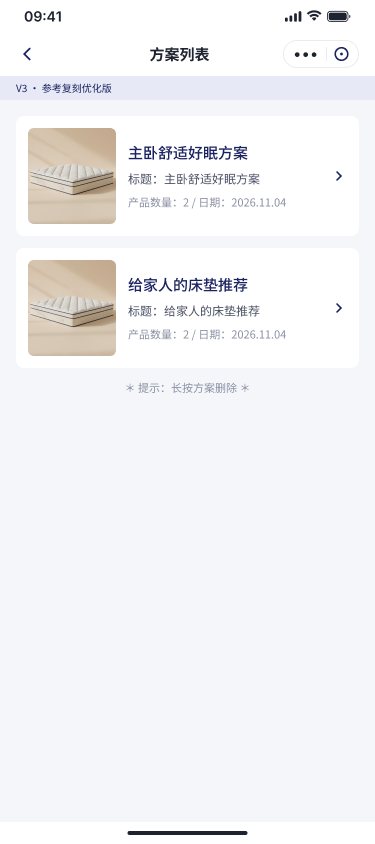 09:41
方案列表
V3 · 参考复刻优化版
主卧舒适好眠方案
标题：主卧舒适好眠方案
产品数量：2 / 日期：2026.11.04
给家人的床垫推荐
标题：给家人的床垫推荐
产品数量：2 / 日期：2026.11.04
＊ 提示：长按方案删除 ＊